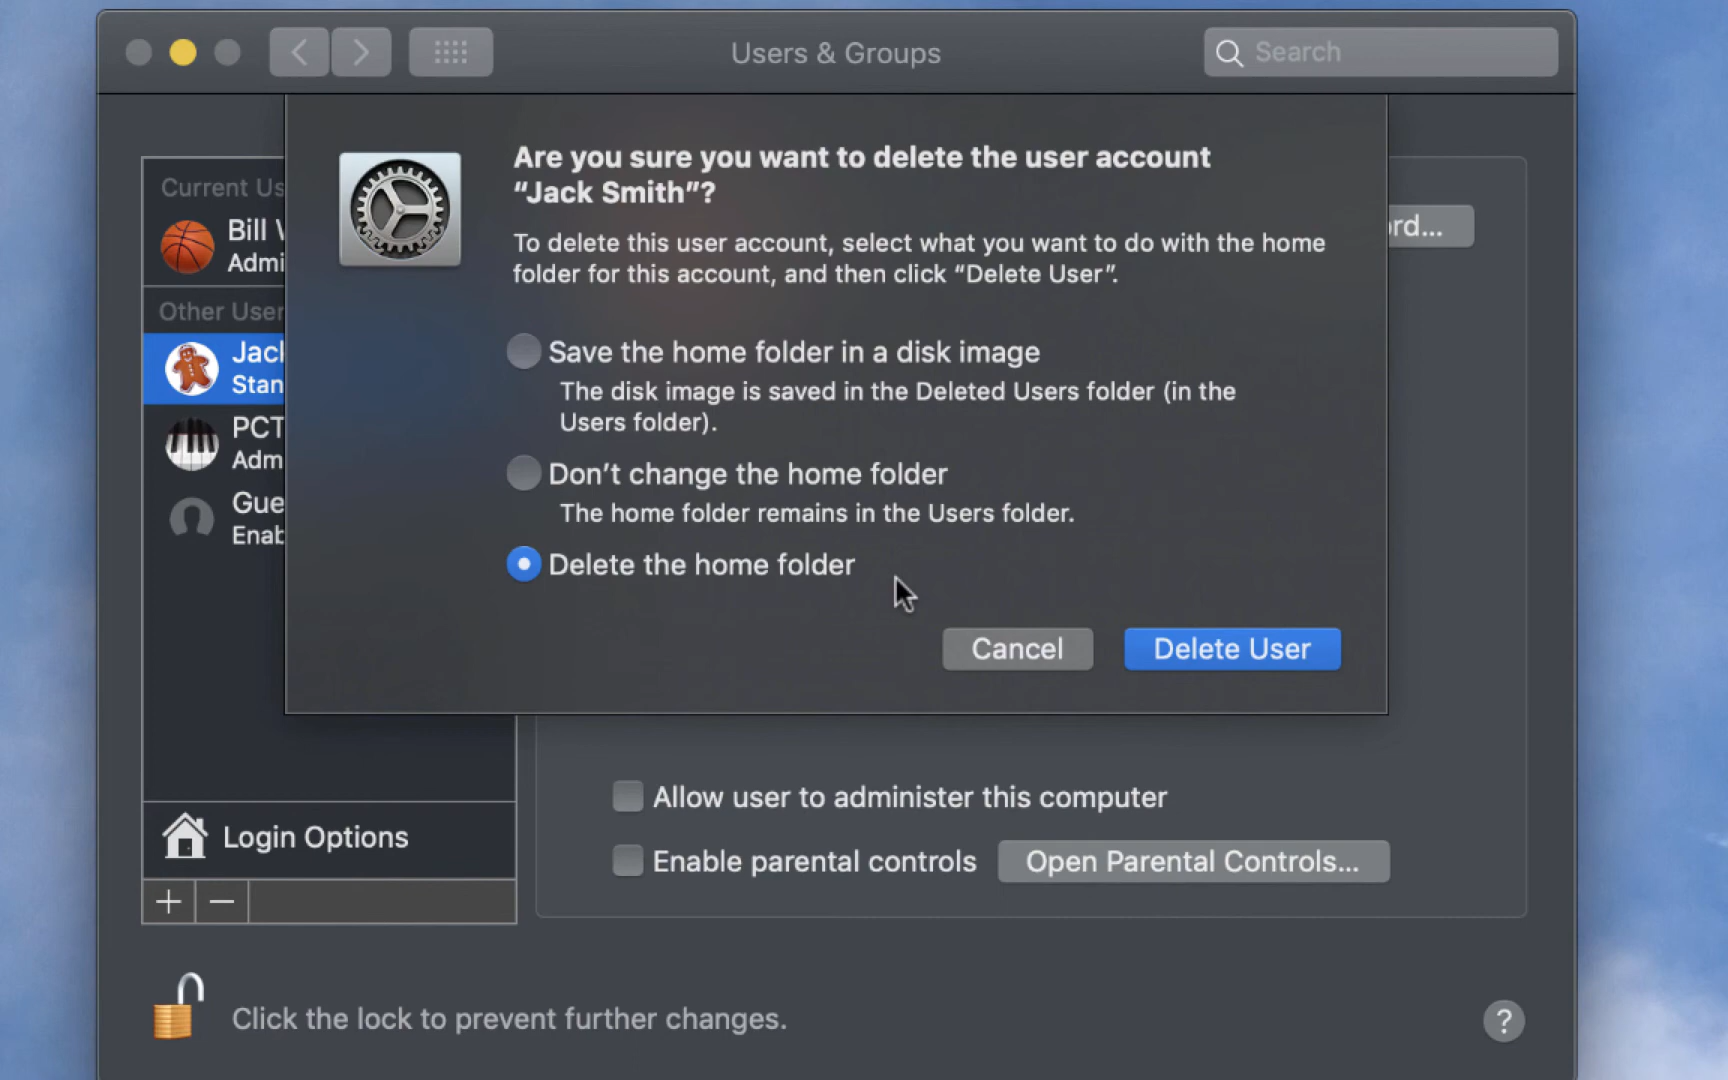 Users & Groups
Search
Are you sure you want to delete the user account
“Jack Smith”?
To delete this user account, select what you want to do with the home
folder for this account, and then click “Delete User”.
Save the home folder in a disk image
The disk image is saved in the Deleted Users folder (in the
Users folder).
Don’t change the home folder
The home folder remains in the Users folder.
Delete the home folder
Cancel
Delete User
Current Us
Bill
Admi
Other User
Jack
Stan
PCT
Adm
Gue
Enab
rd...
Allow user to administer this computer
Enable parental controls
Open Parental Controls...
Login Options
+ −
Click the lock to prevent further changes.
?